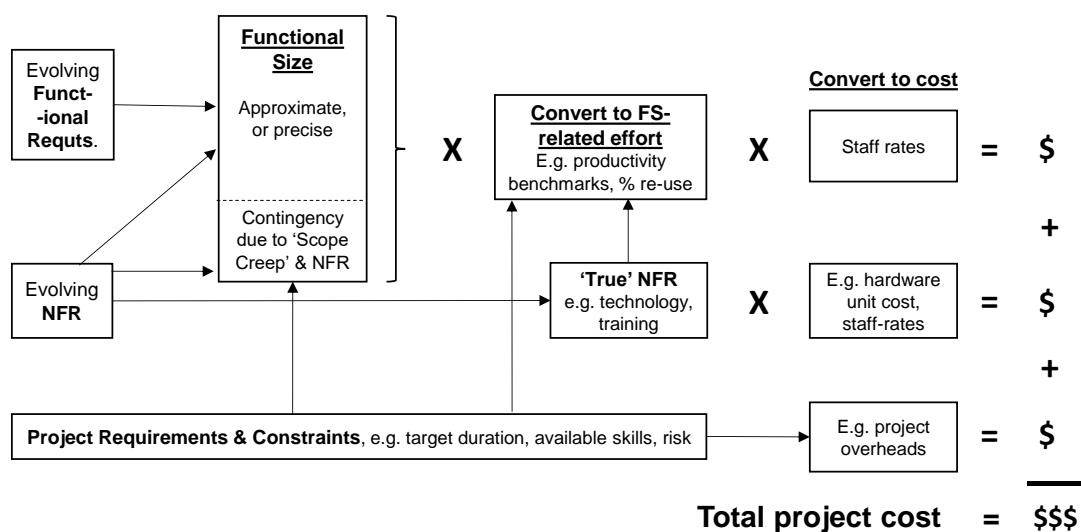 Evolving
Funct-
-ional
Requts.
Functional
Size
Approximate,
or precise
Contingency
due to ‘Scope
Creep’ & NFR
X
Convert to FS-
related effort
E.g. productivity
benchmarks, % re-use
X
Convert to cost
Staff rates
=
$
+
Evolving
NFR
‘True’ NFR
e.g. technology,
training
X
E.g. hardware
unit cost,
staff-rates
=
$
+
Project Requirements & Constraints, e.g. target duration, available skills, risk
E.g. project
overheads
=
$
Total project cost = $$$